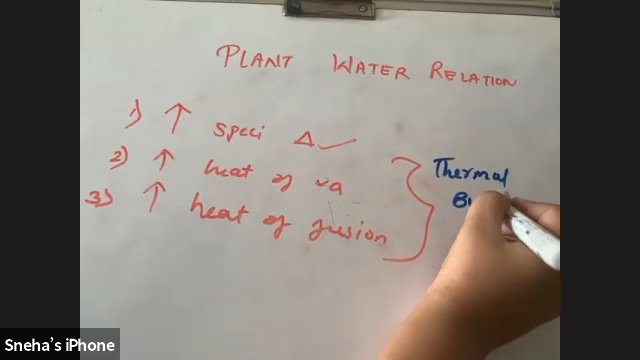 PLANT WATER RELATION
1) ↑ speci Δ ✓
2) ↑ heat of va
3) ↑ heat of fusion
Thermal
Sneha's iPhone